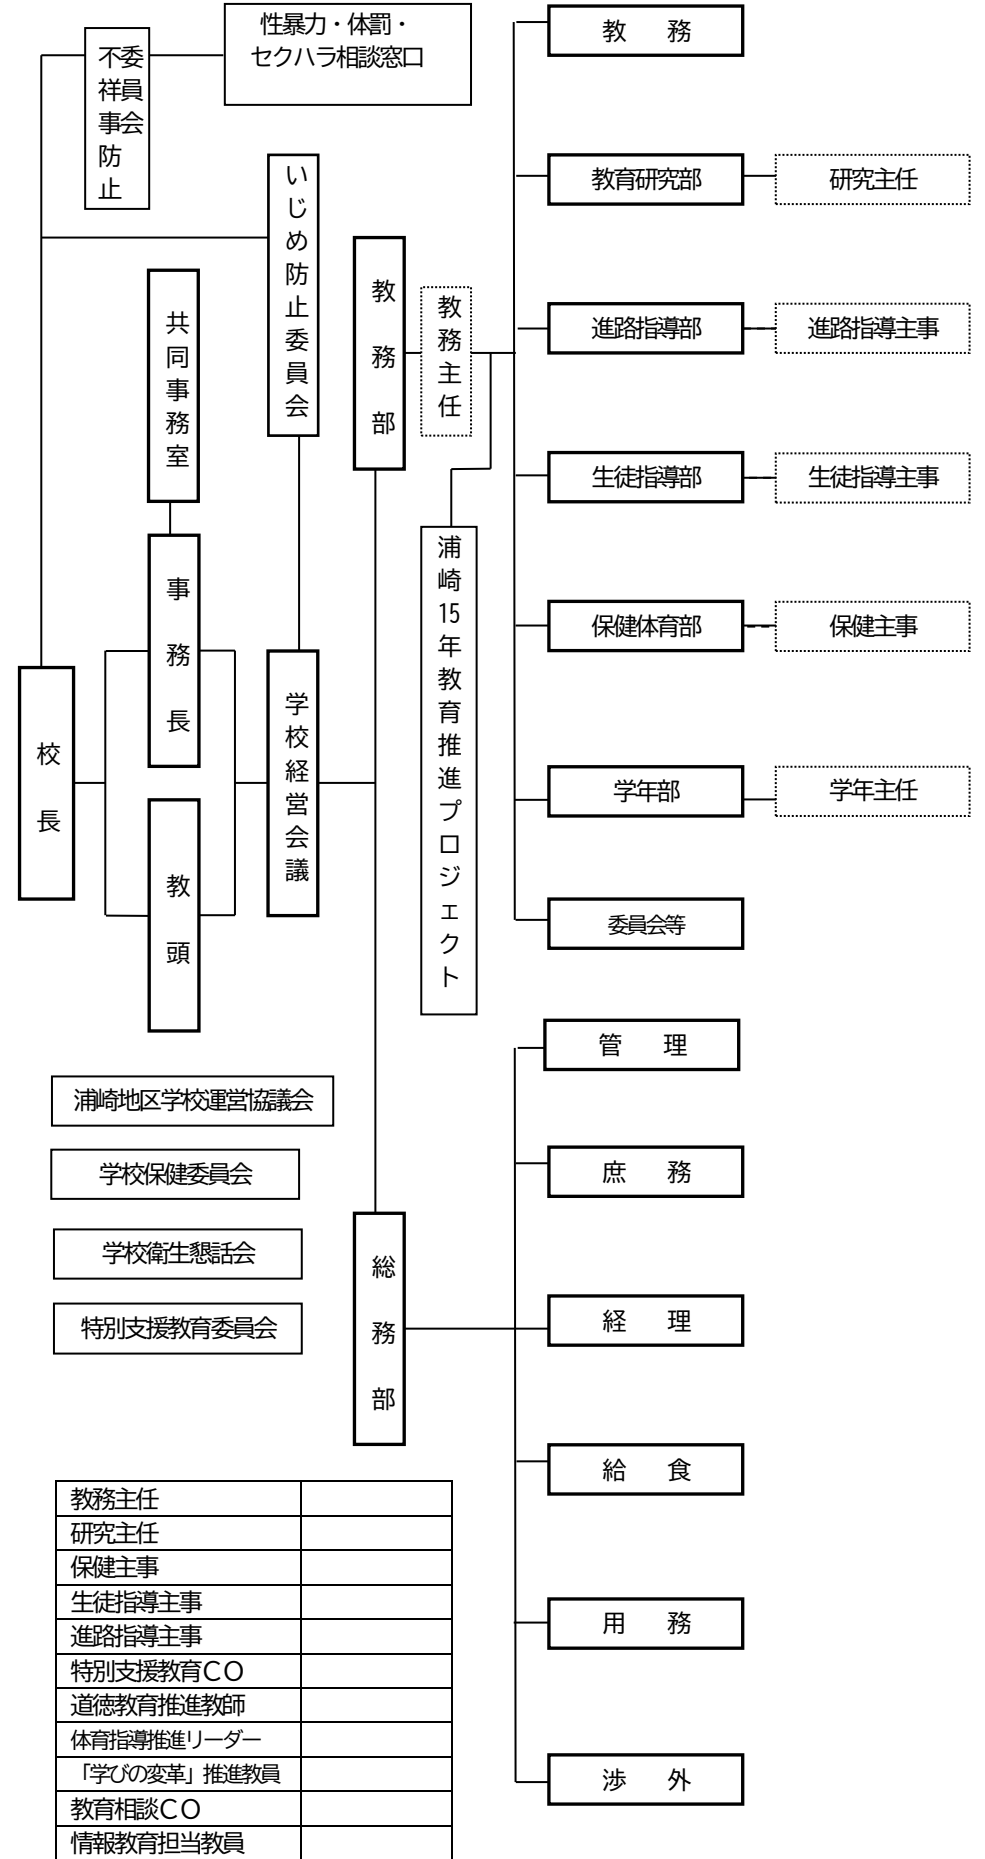 性暴力・体罰・
セクハラ相談窓口
不祥事防止
委員会
いじめ防止委員会
共同事務室
事務長
校長
教頭
学校経営会議
教務部
教務主任
浦崎15年教育推進プロジェクト
教務
教育研究部
研究主任
進路指導部
進路指導主事
生徒指導部
生徒指導主事
保健体育部
保健主事
学年部
学年主任
委員会等
浦崎地区学校運営協議会
学校保健委員会
学校衛生懇話会
特別支援教育委員会
総務部
管理
庶務
経理
給食
用務
渉外
教務主任
研究主任
保健主事
生徒指導主事
進路指導主事
特別支援教育ＣＯ
道徳教育推進教師
体育指導推進リーダー
「学びの変革」推進教員
教育相談ＣＯ
情報教育担当教員